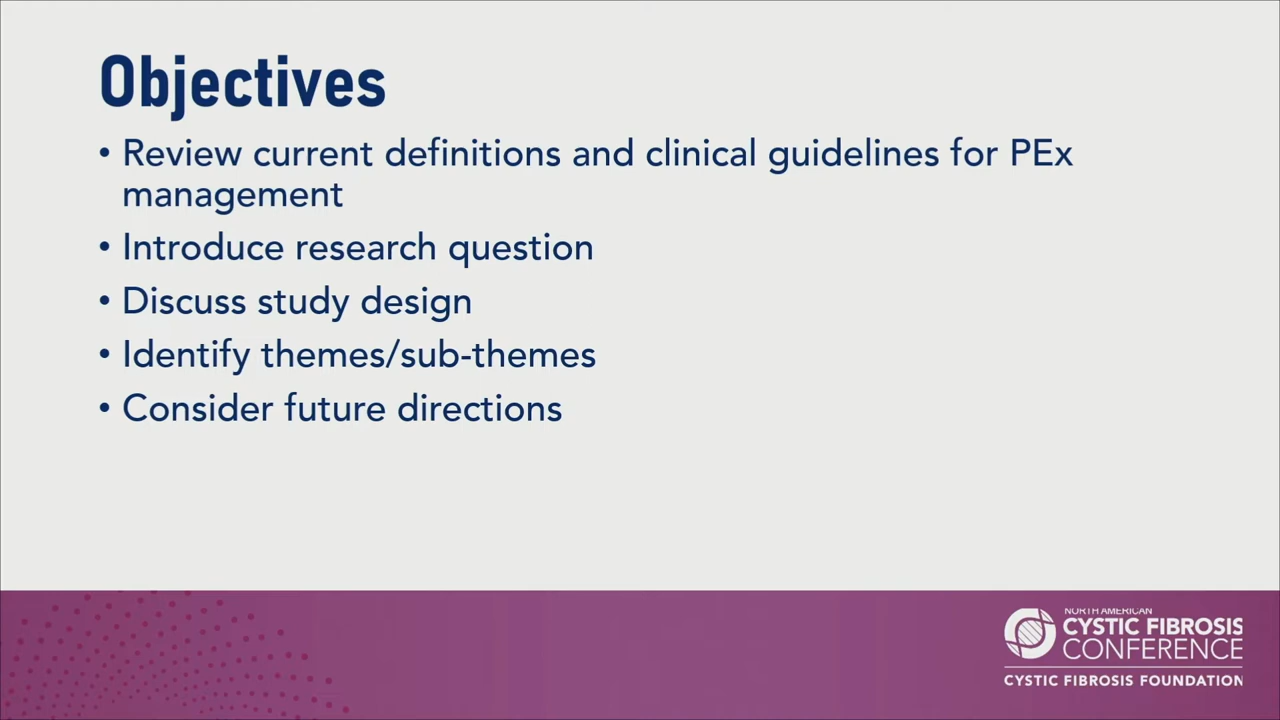 Objectives
• Review current definitions and clinical guidelines for PEx
management
• Introduce research question
• Discuss study design
• Identify themes/sub-themes
• Consider future directions
NORTH AMERICAN
CYSTIC FIBROSIS
CONFERENCE
CYSTIC FIBROSIS FOUNDATION